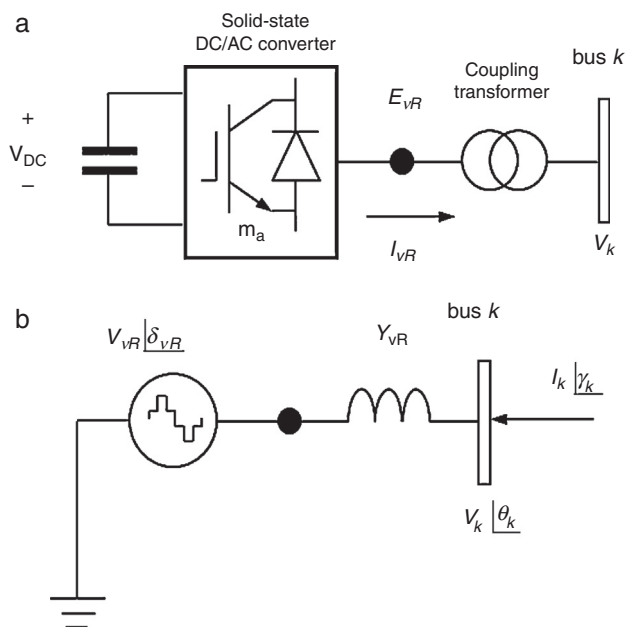 a
Solid-state
DC/AC converter
bus k
Coupling
transformer
E_vR
+
V_DC
−
m_a
I_vR
V_k
b
bus k
V_vR |δ_vR
Y_vR
I_k |γ_k
V_k |θ_k